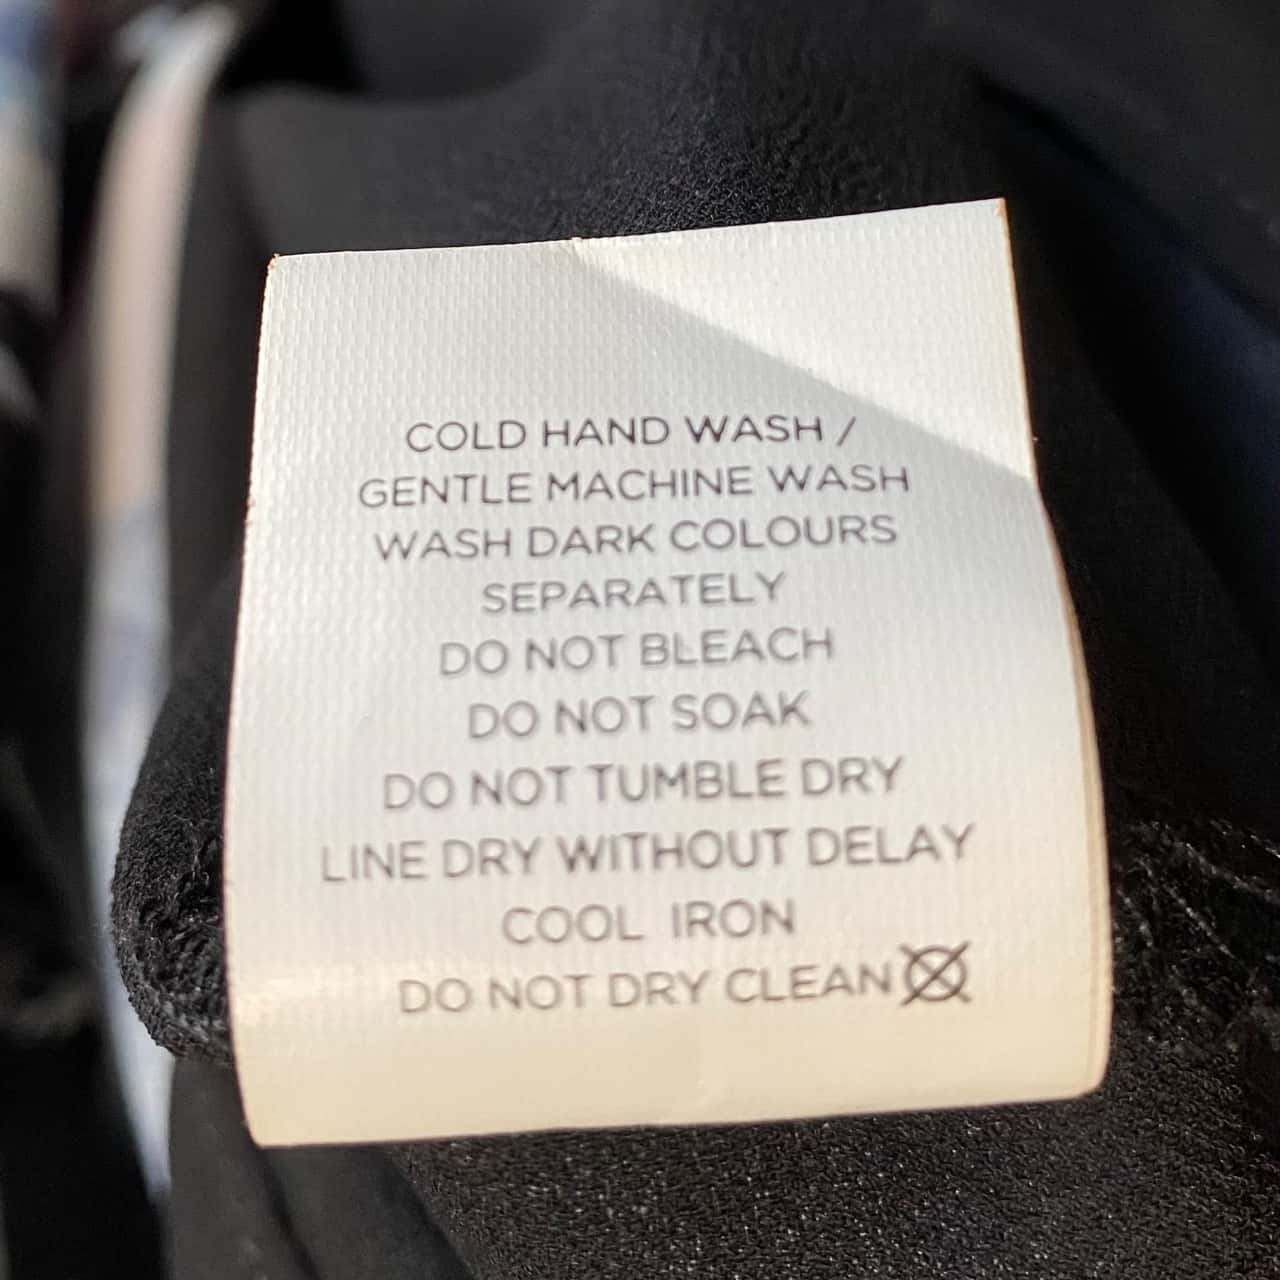 COLD HAND WASH /
GENTLE MACHINE WASH
WASH DARK COLOURS
SEPARATELY
DO NOT BLEACH
DO NOT SOAK
DO NOT TUMBLE DRY
LINE DRY WITHOUT DELAY
COOL IRON
DO NOT DRY CLEAN